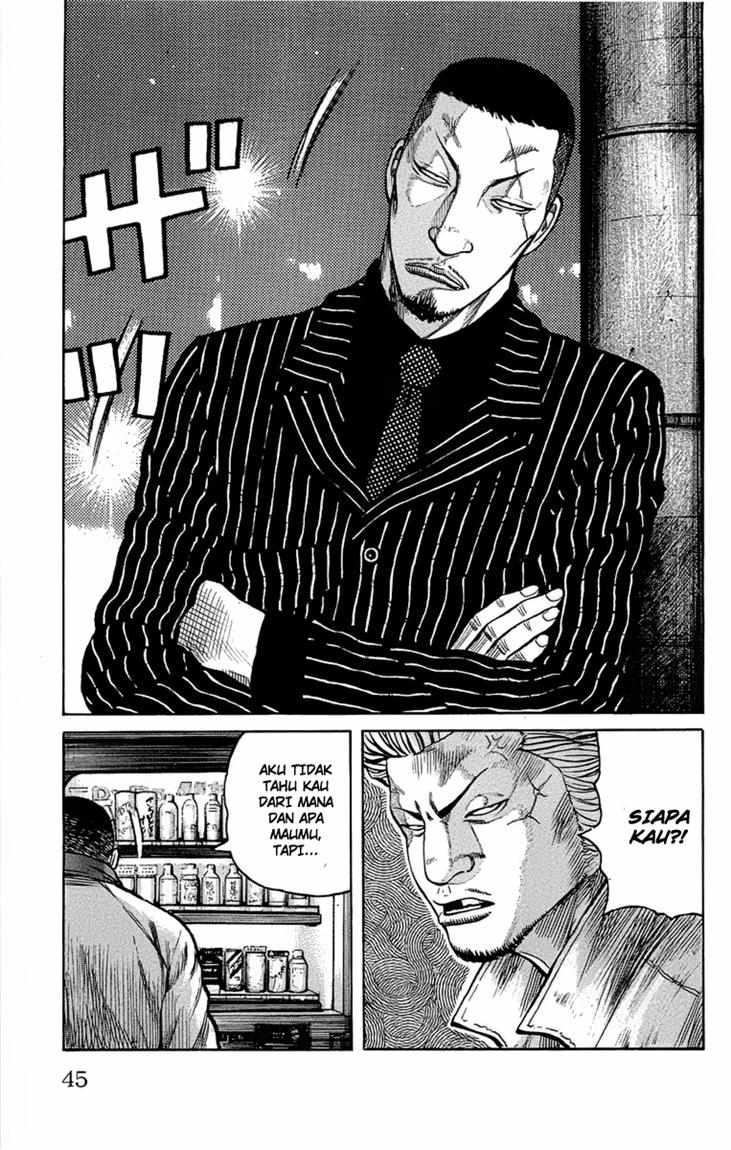 ザッ
SIAPA
KAU?!
AKU TIDAK
TAHU KAU
DARI MANA
DAN APA
MAUMU,
TAPI...
45